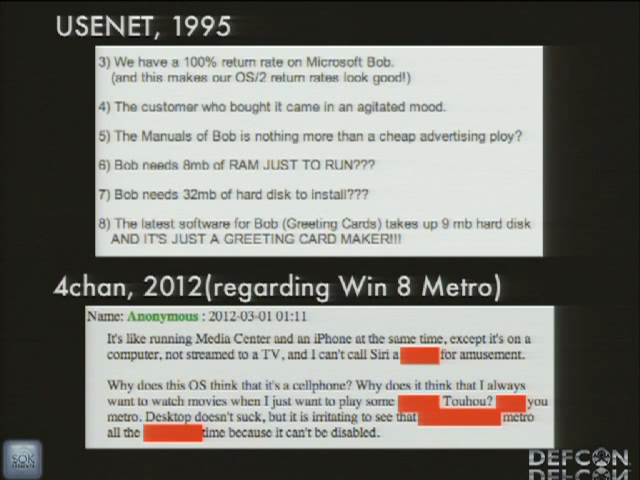 USENET, 1995
3) We have a 100% return rate on Microsoft Bob.
(and this makes our OS/2 return rates look good!)
4) The customer who bought it came in an agitated mood.
5) The Manuals of Bob is nothing more than a cheap advertising ploy?
6) Bob needs 8mb of RAM JUST TO RUN???
7) Bob needs 32mb of hard disk to install???
8) The latest software for Bob (Greeting Cards) takes up 9 mb hard disk
AND IT'S JUST A GREETING CARD MAKER!!!
4chan, 2012(regarding Win 8 Metro)
Name: Anonymous : 2012-03-01 01:11
It's like running Media Center and an iPhone at the same time, except it's on a
computer, not streamed to a TV, and I can't call Siri a for amusement.
Why does this OS think that it's a cellphone? Why does it think that I always
want to watch movies when I just want to play some Touhou? you
metro. Desktop doesn't suck, but it is irritating to see that metro
all the time because it can't be disabled.
SOK
DEFCON